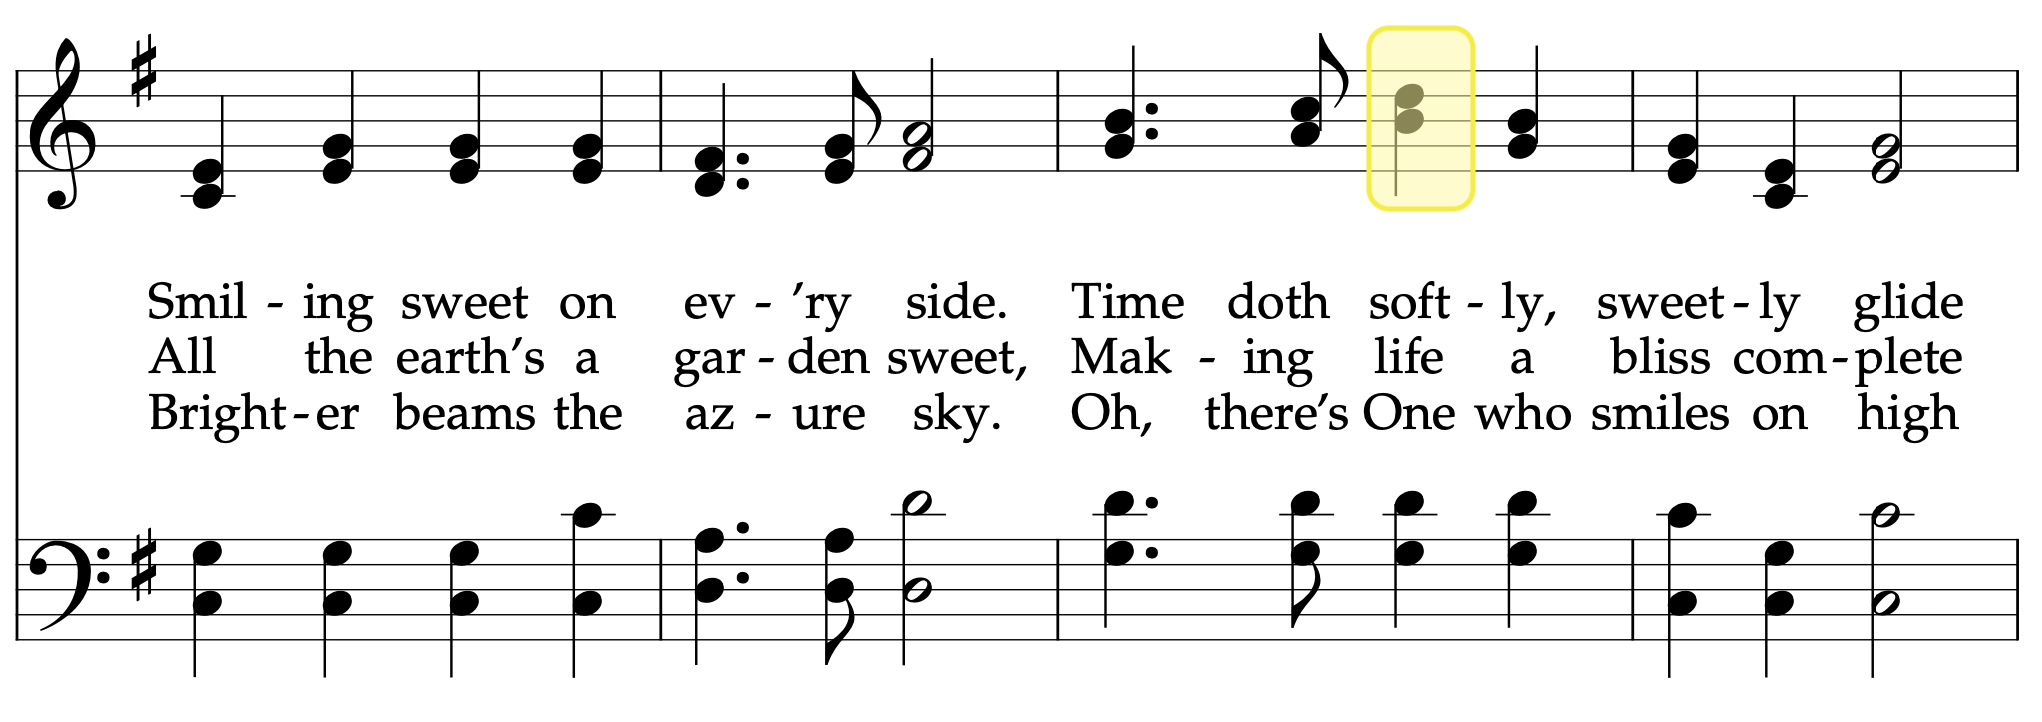 Smil - ing sweet on ev - ’ry side. Time doth soft - ly, sweet - ly glide
All the earth’s a gar - den sweet, Mak - ing life a bliss com - plete
Bright - er beams the az - ure sky. Oh, there’s One who smiles on high